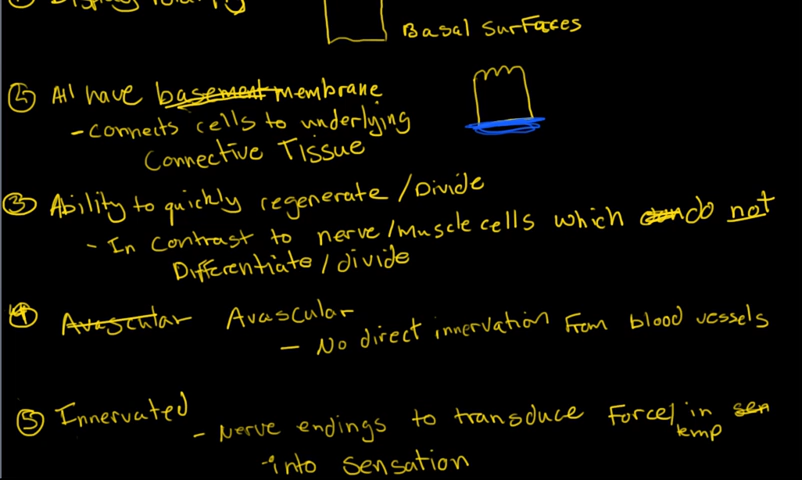 Basal Surfaces
② All have basement membrane
- connects cells to underlying
Connective Tissue
③ Ability to quickly regenerate / Divide
- In contrast to nerve / Muscle cells which do not
Differentiate / divide
④ Avascular Avascular
- No direct innervation From blood vessels
⑤ Innervated
- Nerve endings to transduce Force/ in sen
temp
into Sensation